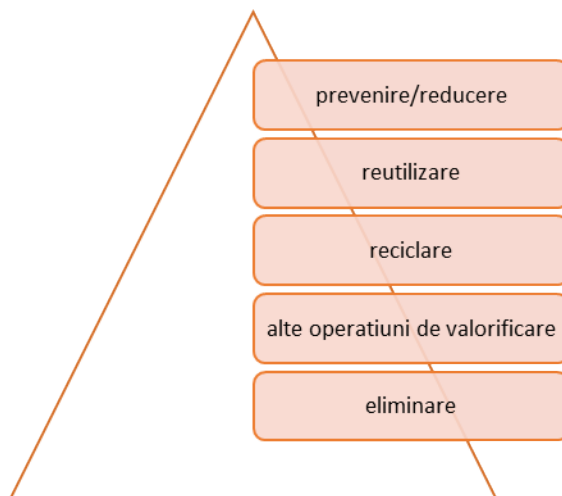 prevenire/reducere
reutilizare
reciclare
alte operatiuni de valorificare
eliminare